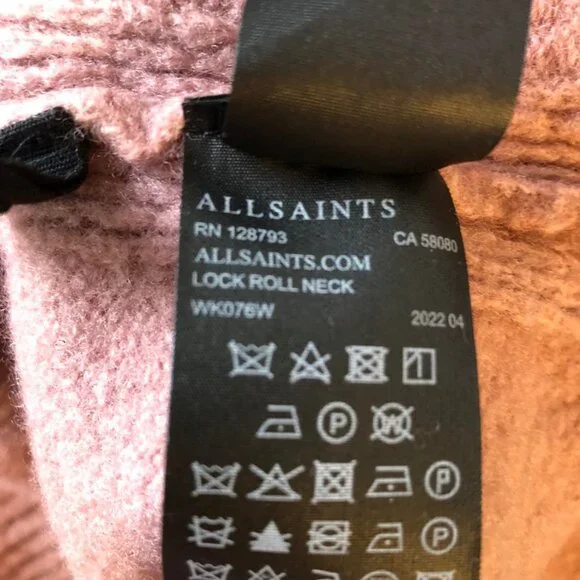 ALLSAINTS
RN 128793 CA 58080
ALLSAINTS.COM
LOCK ROLL NECK
WK076W 2022 04
P W
P
P